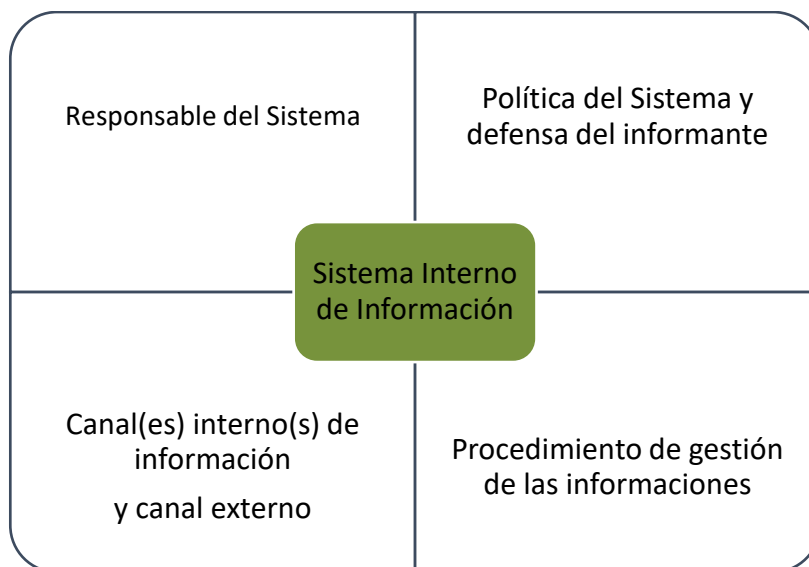 Responsable del Sistema
Política del Sistema y
defensa del informante
Sistema Interno
de Información
Canal(es) interno(s) de
información
y canal externo
Procedimiento de gestión
de las informaciones